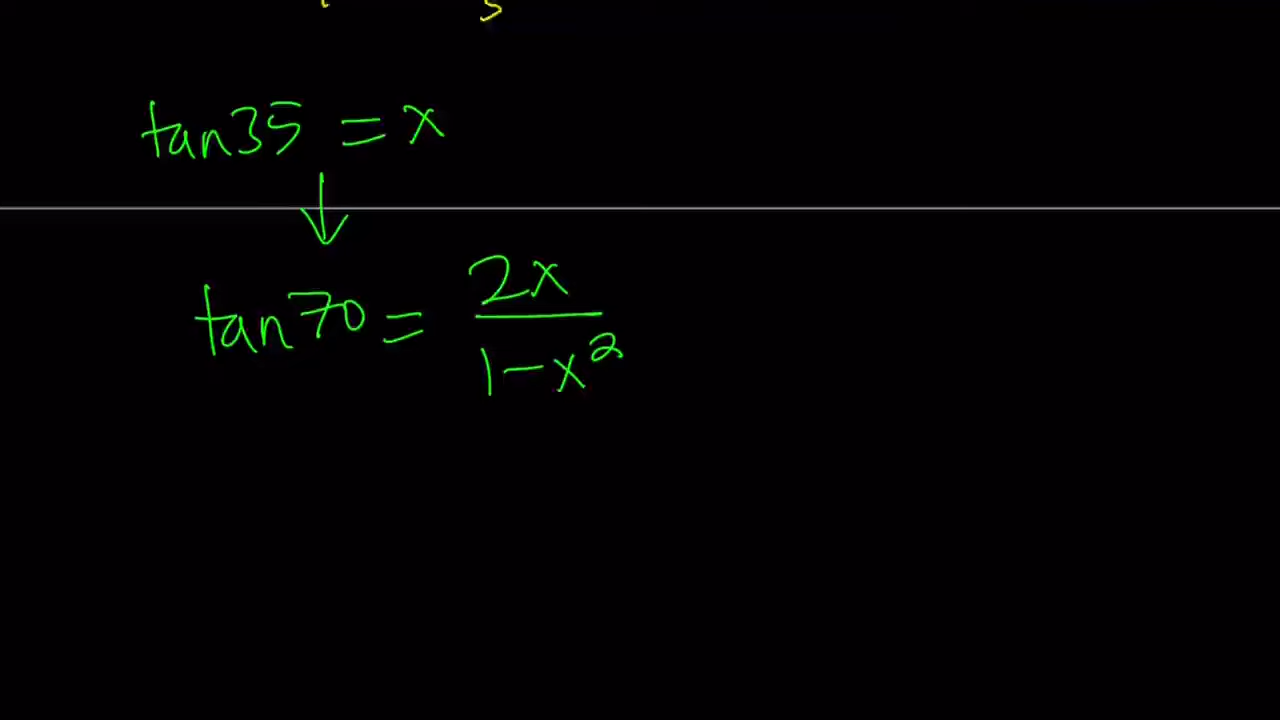 tan35 = x
↓
tan70 = 2x / 1-x²